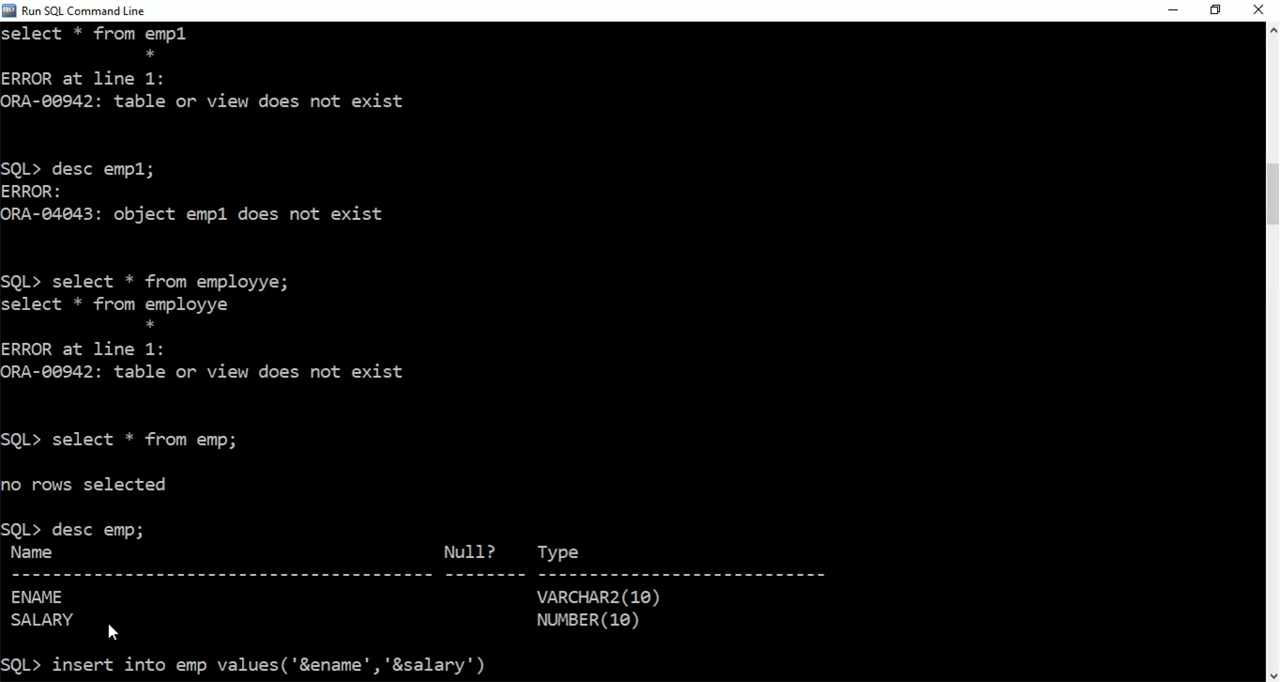 Run SQL Command Line
select * from emp1
*
ERROR at line 1:
ORA-00942: table or view does not exist
SQL> desc emp1;
ERROR:
ORA-04043: object emp1 does not exist
SQL> select * from employye;
select * from employye
*
ERROR at line 1:
ORA-00942: table or view does not exist
SQL> select * from emp;
no rows selected
SQL> desc emp;
Name Null? Type
----------------------------------------- -------- ----------------------------
ENAME VARCHAR2(10)
SALARY NUMBER(10)
SQL> insert into emp values('&ename','&salary')